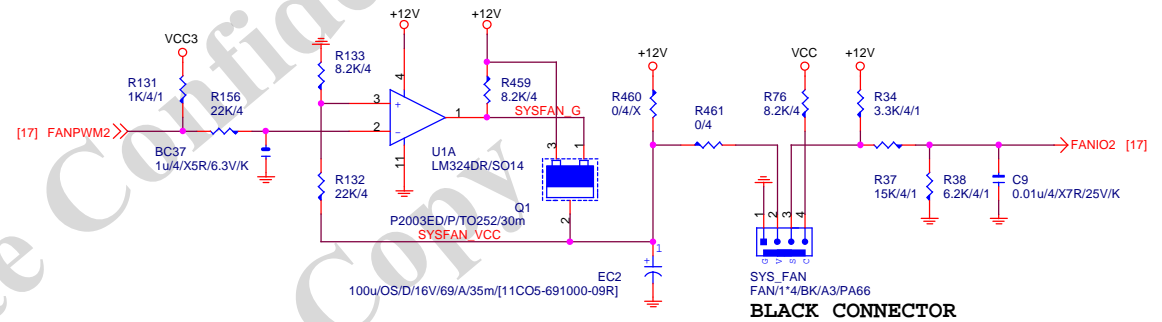 +12V
+12V
VCC3
+12V
VCC
+12V
R133
8.2K/4
R131
1K/4/1
R156
22K/4
R459
8.2K/4
R460
0/4/X
R461
0/4
R76
8.2K/4
R34
3.3K/4/1
4
3
+
2
−
1
11
SYSFAN_G
3
1
[17] FANPWM2
FANIO2 [17]
BC37
1u/4/X5R/6.3V/K
U1A
LM324DR/SO14
R132
22K/4
R37
15K/4/1
R38
6.2K/4/1
C9
0.01u/4/X7R/25V/K
Q1
P2003ED/P/TO252/30m
2
SYSFAN_VCC
1
2
3
4
G
V
S
C
1
+
EC2
100u/OS/D/16V/69/A/35m/[11CO5-691000-09R]
SYS_FAN
FAN/1*4/BK/A3/PA66
BLACK CONNECTOR
Copy